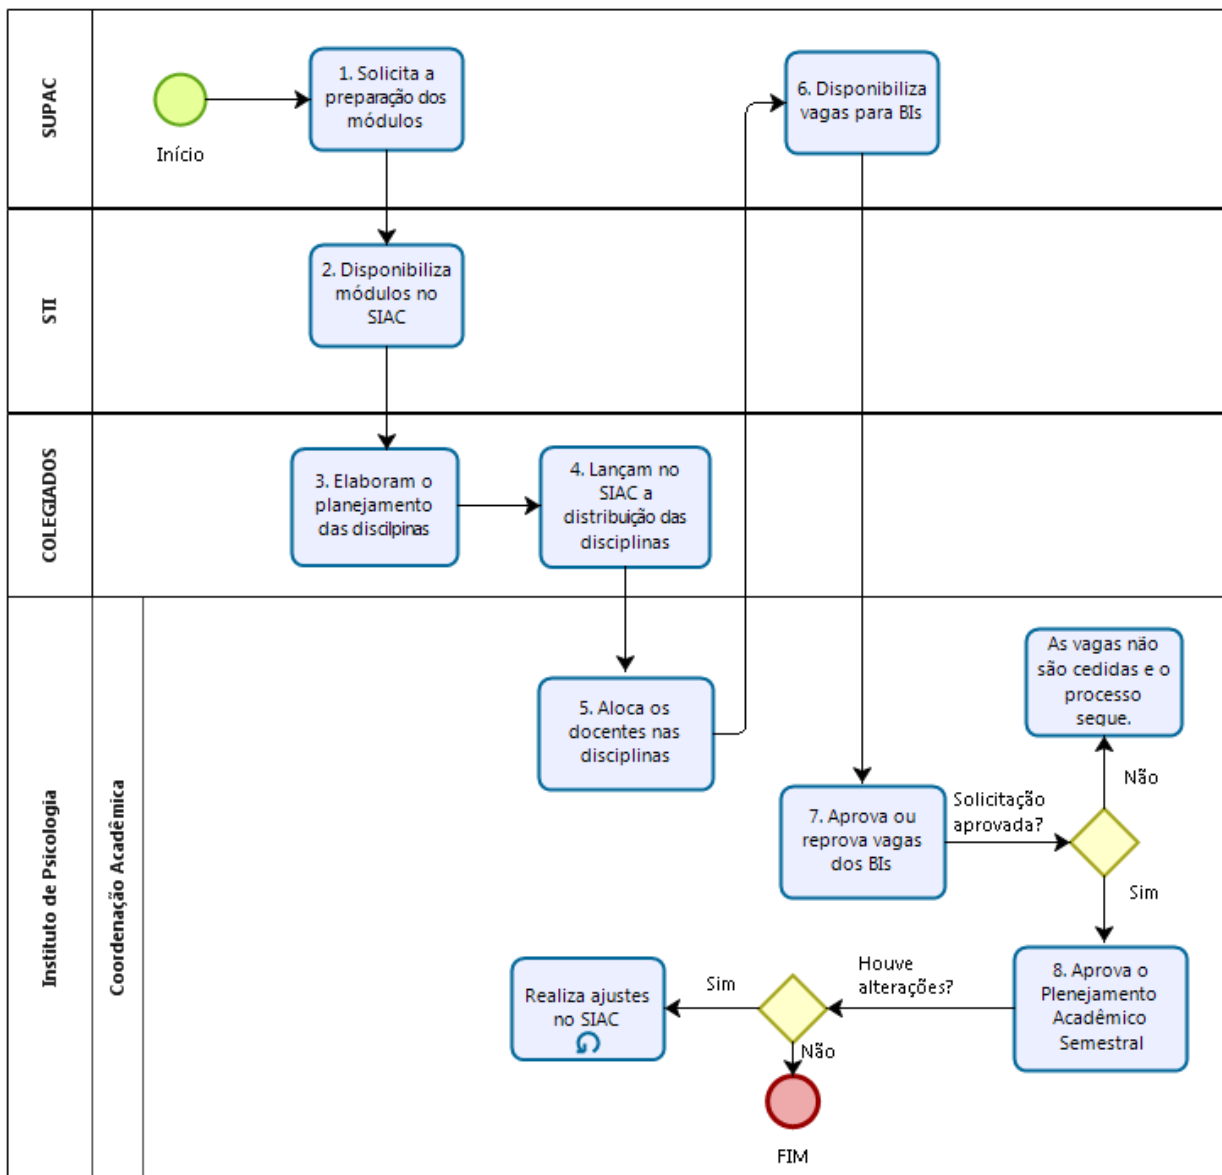 SUPAC
Início
1. Solicita a
preparação dos
módulos
6. Disponibiliza
vagas para BIs
STI
2. Disponibiliza
módulos no
SIAC
COLEGIADOS
3. Elaboram o
planejamento
das discilpinas
4. Lançam no
SIAC a
distribuição das
disciplinas
Instituto de Psicologia
Coordenação Acadêmica
5. Aloca os
docentes nas
disciplinas
As vagas não
são cedidas e o
processo
segue.
Não
7. Aprova ou
reprova vagas
dos BIs
Solicitação
aprovada?
Sim
8. Aprova o
Plenejamento
Acadêmico
Semestral
Houve
alterações?
Sim
Realiza ajustes
no SIAC
Não
FIM